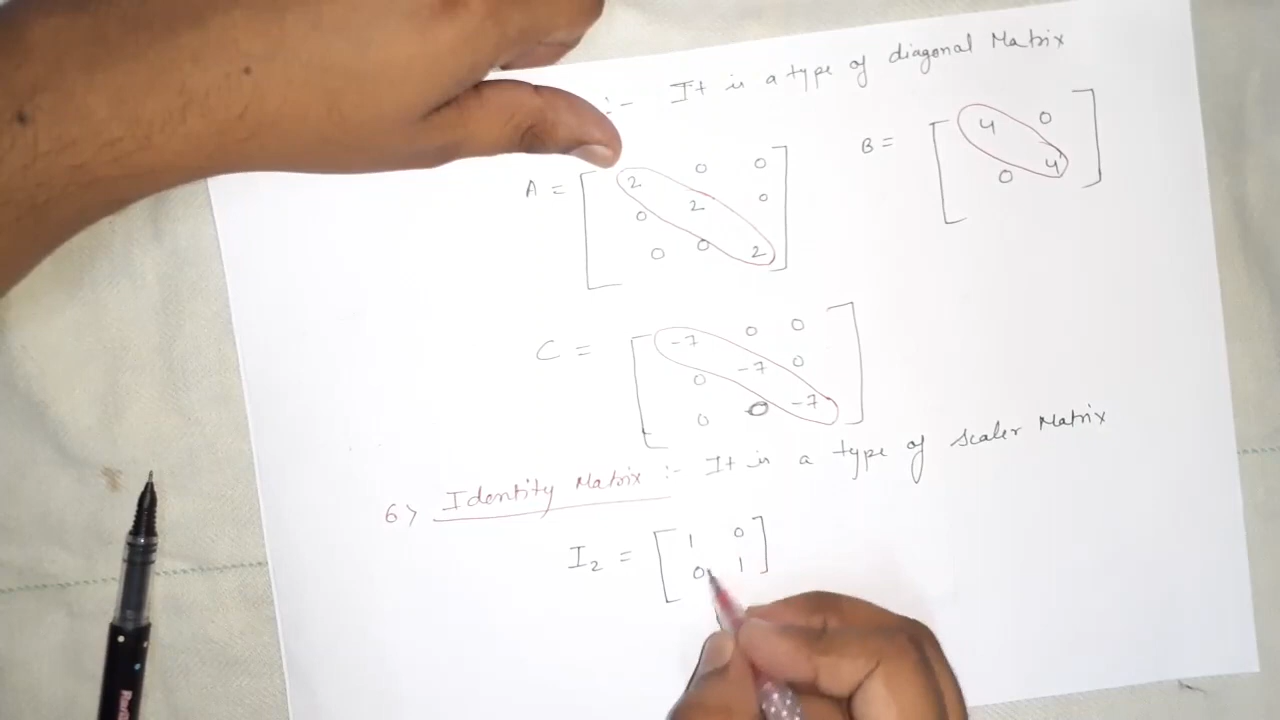 :- It is a type of diagonal Matrix
A = [ 2 0 0
0 2 0
0 0 2 ]
B = [ 4 0
0 4 ]
C = [ -7 0 0
0 -7 0
0 0 -7 ]
6> Identity Matrix :- It is a type of Scaler Matrix
I2 = [ 1 0
0 1 ]